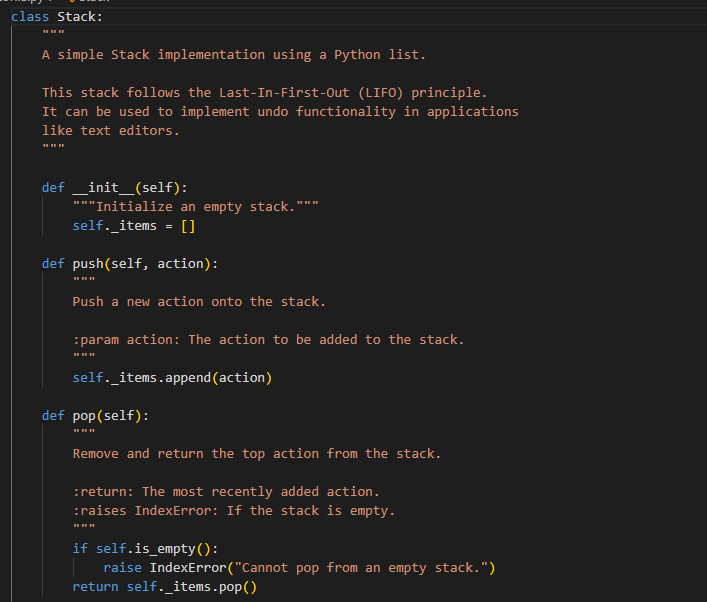 class Stack:
    """
    A simple Stack implementation using a Python list.

    This stack follows the Last-In-First-Out (LIFO) principle.
    It can be used to implement undo functionality in applications
    like text editors.
    """

    def __init__(self):
        """Initialize an empty stack."""
        self._items = []

    def push(self, action):
        """
        Push a new action onto the stack.

        :param action: The action to be added to the stack.
        """
        self._items.append(action)

    def pop(self):
        """
        Remove and return the top action from the stack.

        :return: The most recently added action.
        :raises IndexError: If the stack is empty.
        """
        if self.is_empty():
            raise IndexError("Cannot pop from an empty stack.")
        return self._items.pop()